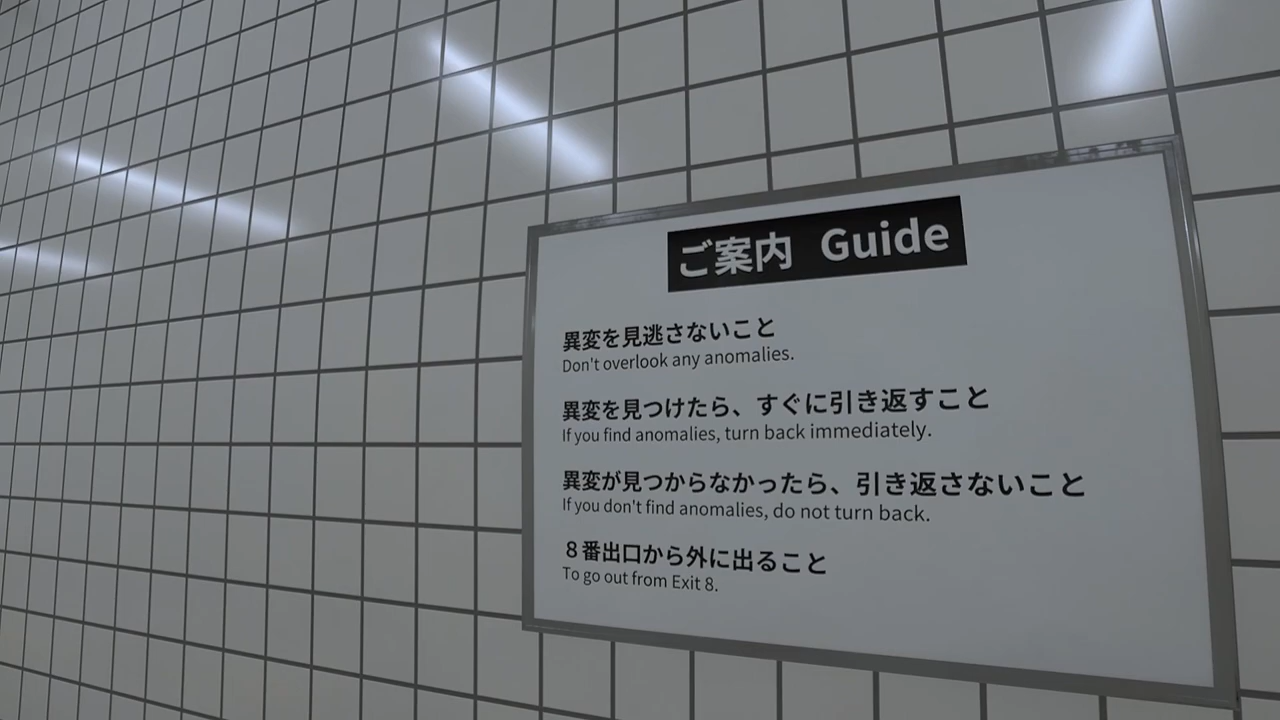 ご案内 Guide
異変を見逃さないこと
Don't overlook any anomalies.
異変を見つけたら、すぐに引き返すこと
If you find anomalies, turn back immediately.
異変が見つからなかったら、引き返さないこと
If you don't find anomalies, do not turn back.
８番出口から外に出ること
To go out from Exit 8.